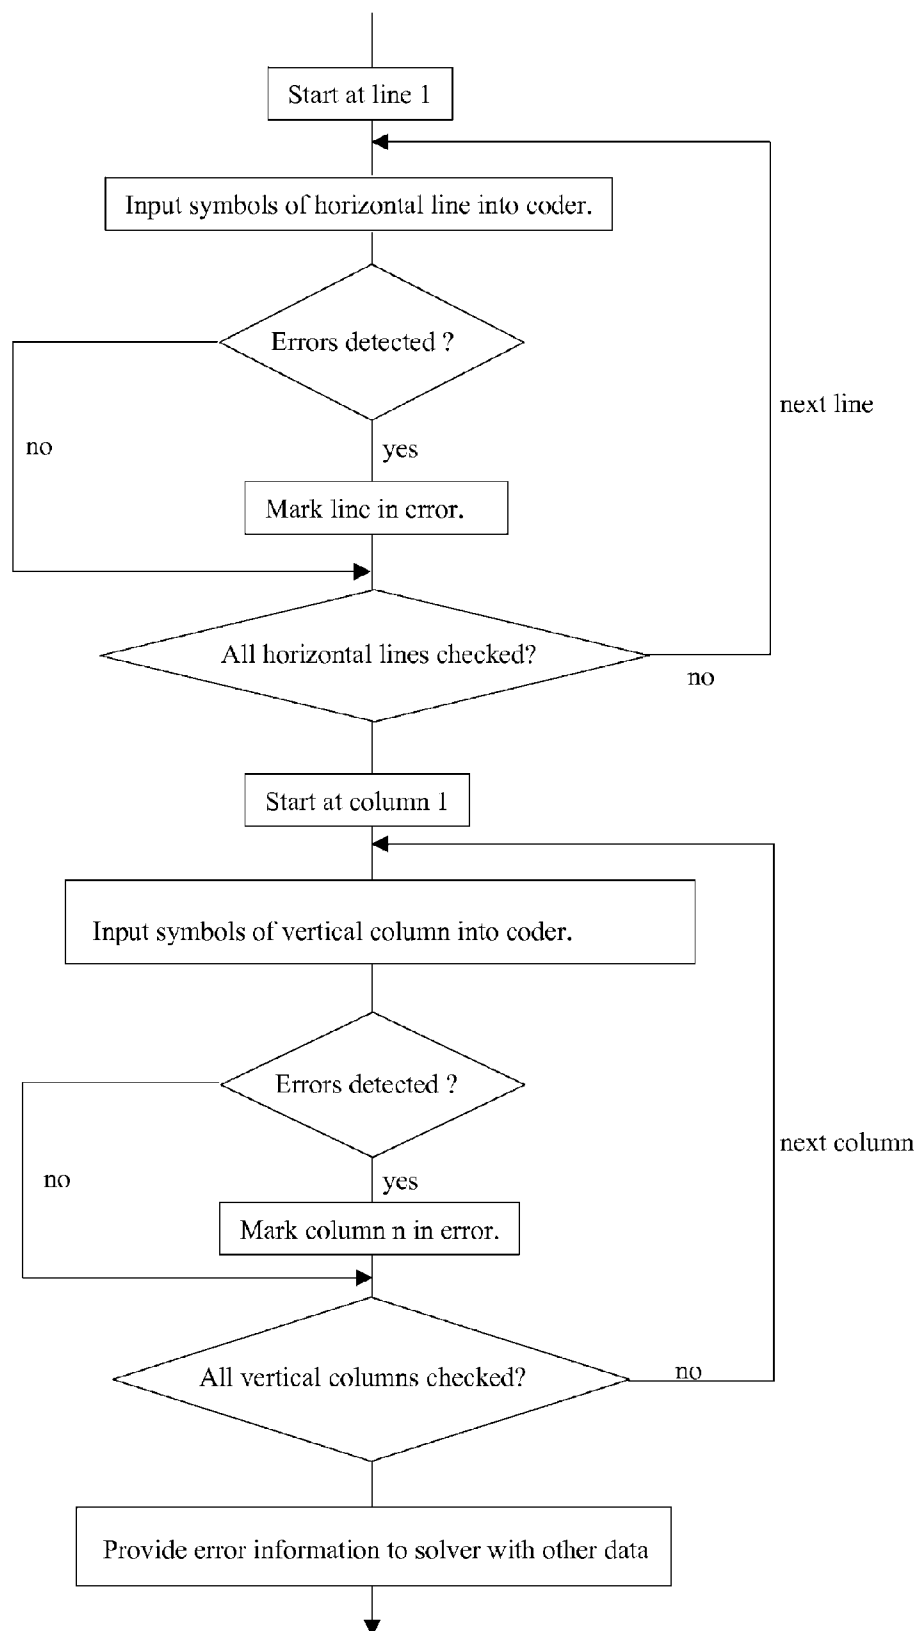 Start at line 1
Input symbols of horizontal line into coder.
Errors detected ?
next line
no
yes
Mark line in error.
All horizontal lines checked?
no
Start at column 1
Input symbols of vertical column into coder.
Errors detected ?
next column
no
yes
Mark column n in error.
All vertical columns checked?
no
Provide error information to solver with other data